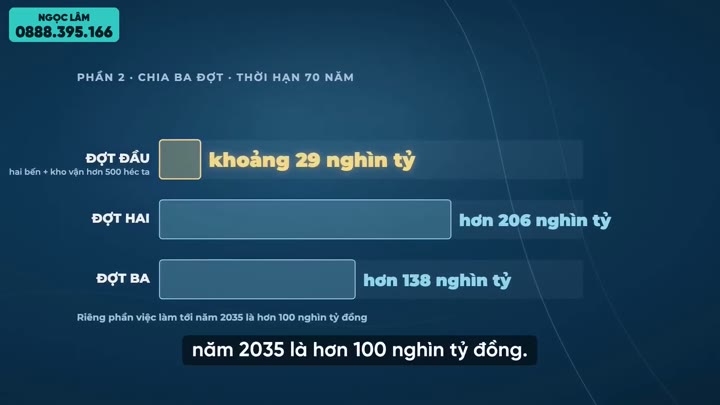 NGỌC LÂM
0888.395.166
PHẦN 2 · CHIA BA ĐỢT · THỜI HẠN 70 NĂM
ĐỢT ĐẦU
hai bến + kho vận hơn 500 héc ta
khoảng 29 nghìn tỷ
ĐỢT HAI
hơn 206 nghìn tỷ
ĐỢT BA
hơn 138 nghìn tỷ
Riêng phần việc làm tới năm 2035 là hơn 100 nghìn tỷ đồng
năm 2035 là hơn 100 nghìn tỷ đồng.